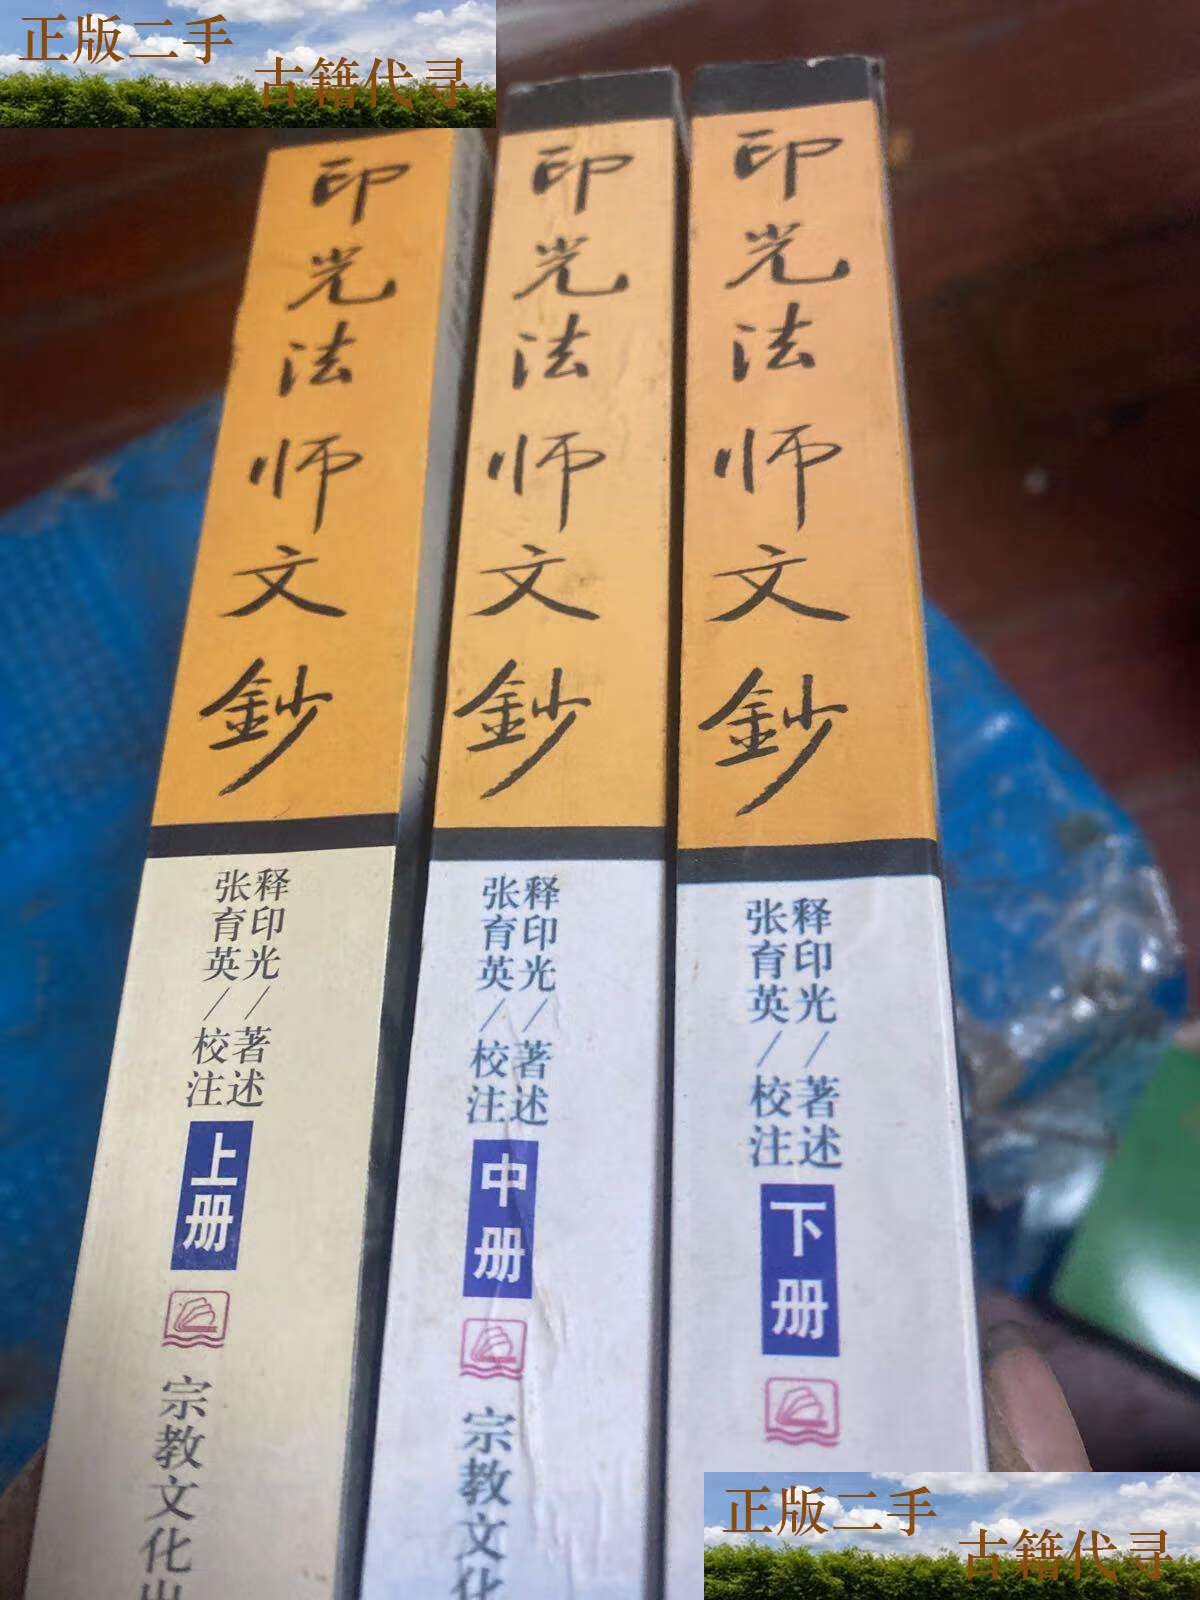 正版二手
古籍代寻
印光法师文鈔
释印光/著述
张育英/校注
上册
宗教文化出
印光法师文鈔
释印光/著述
张育英/校注
中册
宗教文化
印光法师文鈔
释印光/著述
张育英/校注
下册
正版二手
古籍代寻